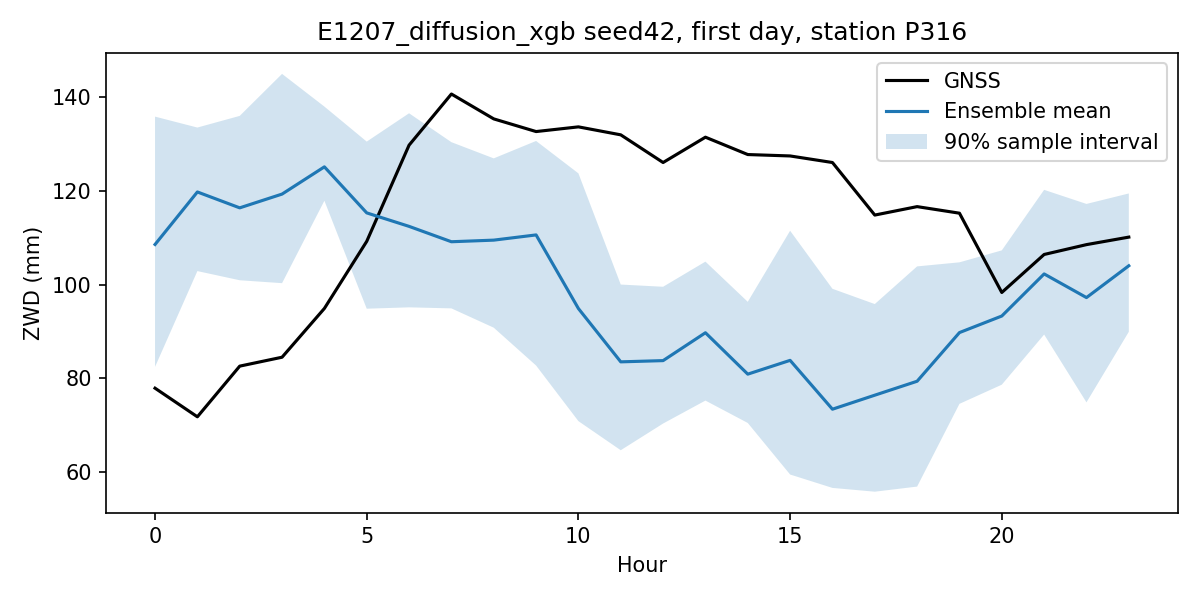 E1207_diffusion_xgb seed42, first day, station P316
GNSS
Ensemble mean
90% sample interval
ZWD (mm)
140
120
100
80
60
0 5 10 15 20
Hour